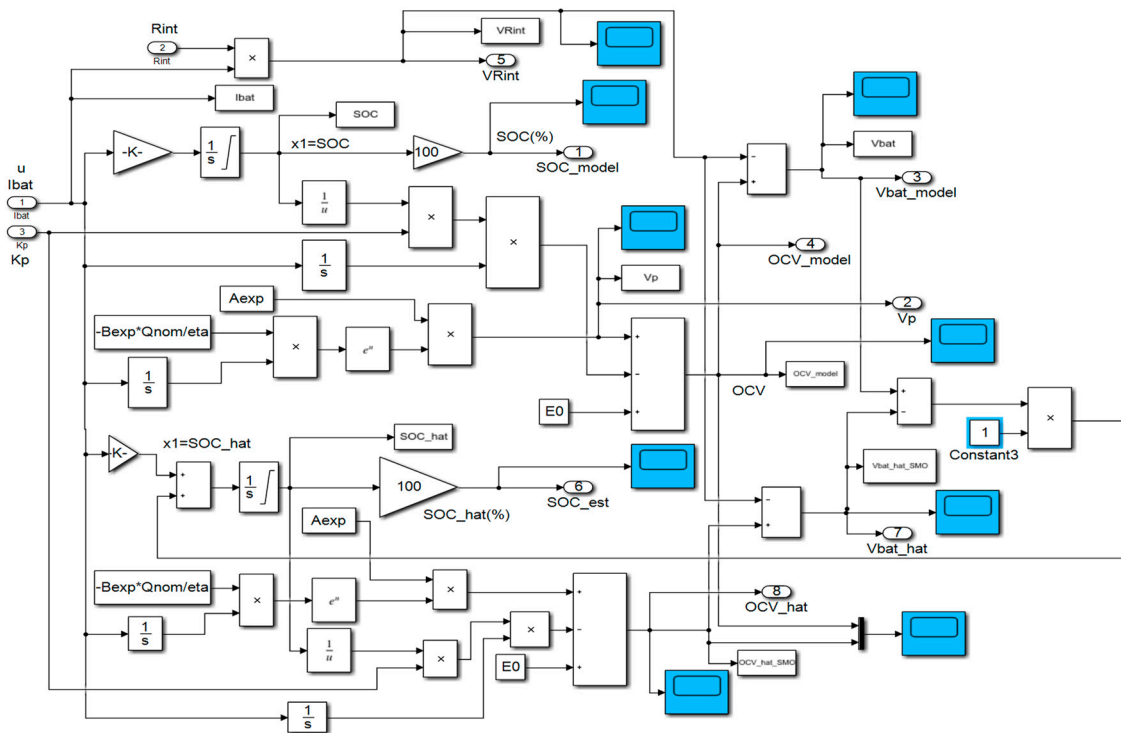 Rint
2
Rint
×
VRint
5
VRint
Ibat
SOC
-K-
1
s
x1=SOC
100
SOC(%)
1
SOC_model
u
Ibat
1
Ibat
3
Kp
Kp
1
u
×
×
1
s
Vbat
3
Vbat_model
4
OCV_model
Vp
2
Vp
Aexp
-Bexp*Qnom/eta
×
eᵘ
×
1
s
E0
OCV
OCV_model
1
Constant3
×
-K-
x1=SOC_hat
1
s
SOC_hat
100
SOC_hat(%)
6
SOC_est
Vbat_hat_SMO
7
Vbat_hat
Aexp
-Bexp*Qnom/eta
×
eᵘ
×
1
s
1
u
×
×
E0
8
OCV_hat
OCV_hat_SMO
1
s